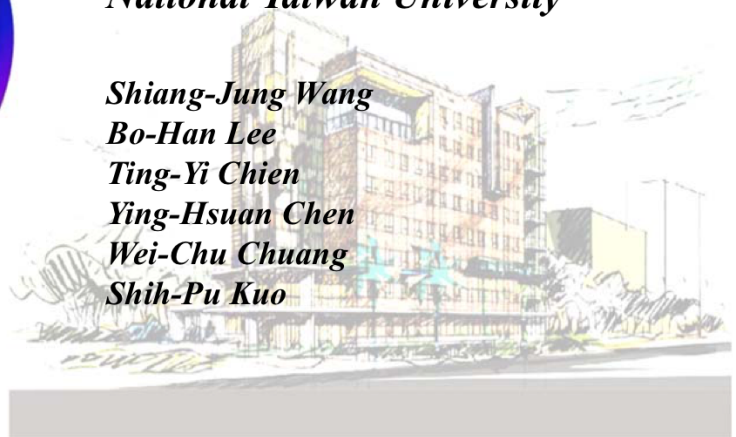 National Taiwan University
Shiang-Jung Wang
Bo-Han Lee
Ting-Yi Chien
Ying-Hsuan Chen
Wei-Chu Chuang
Shih-Pu Kuo